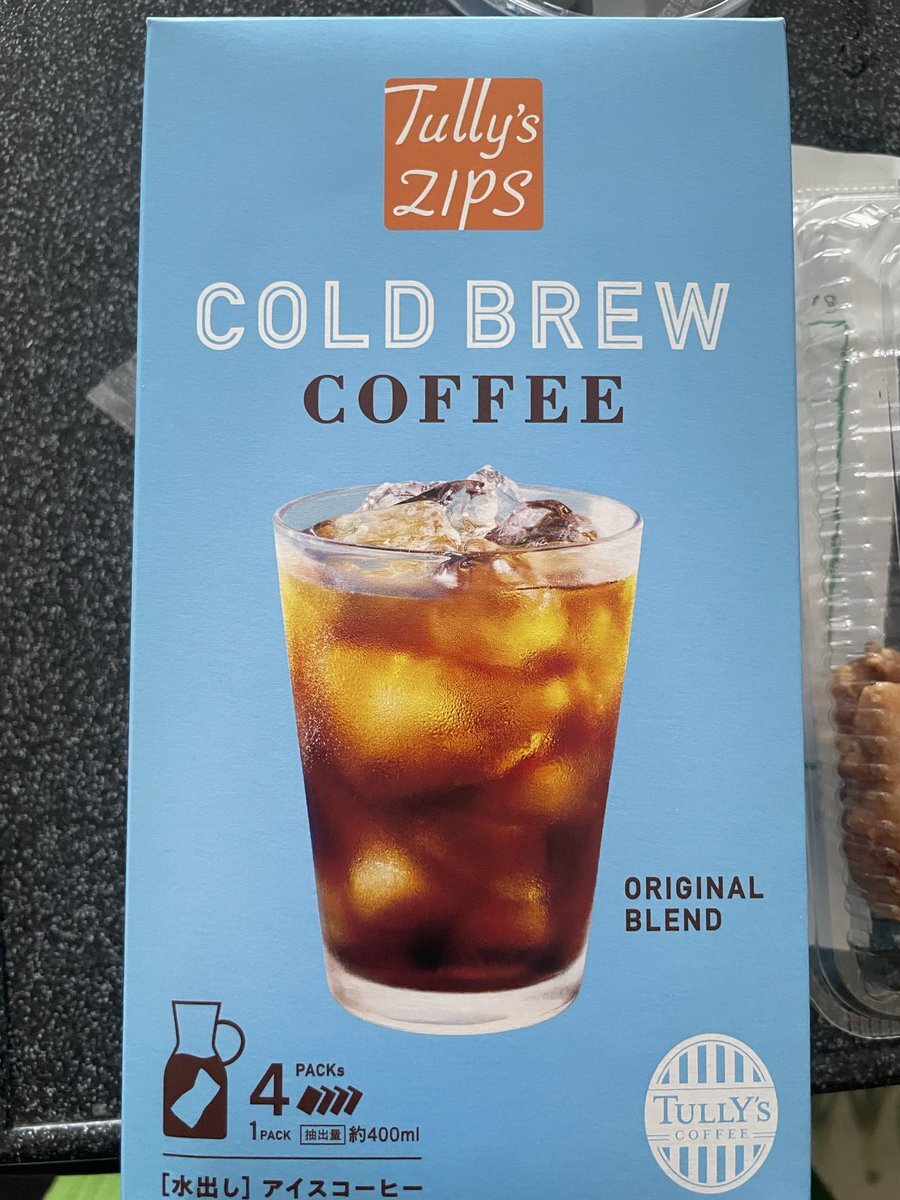 Tully's
ZIPS
COLD BREW
COFFEE
ORIGINAL
BLEND
4 PACKs
1PACK 抽出量 約400ml
[水出し] アイスコーヒー
TULLY'S
COFFEE